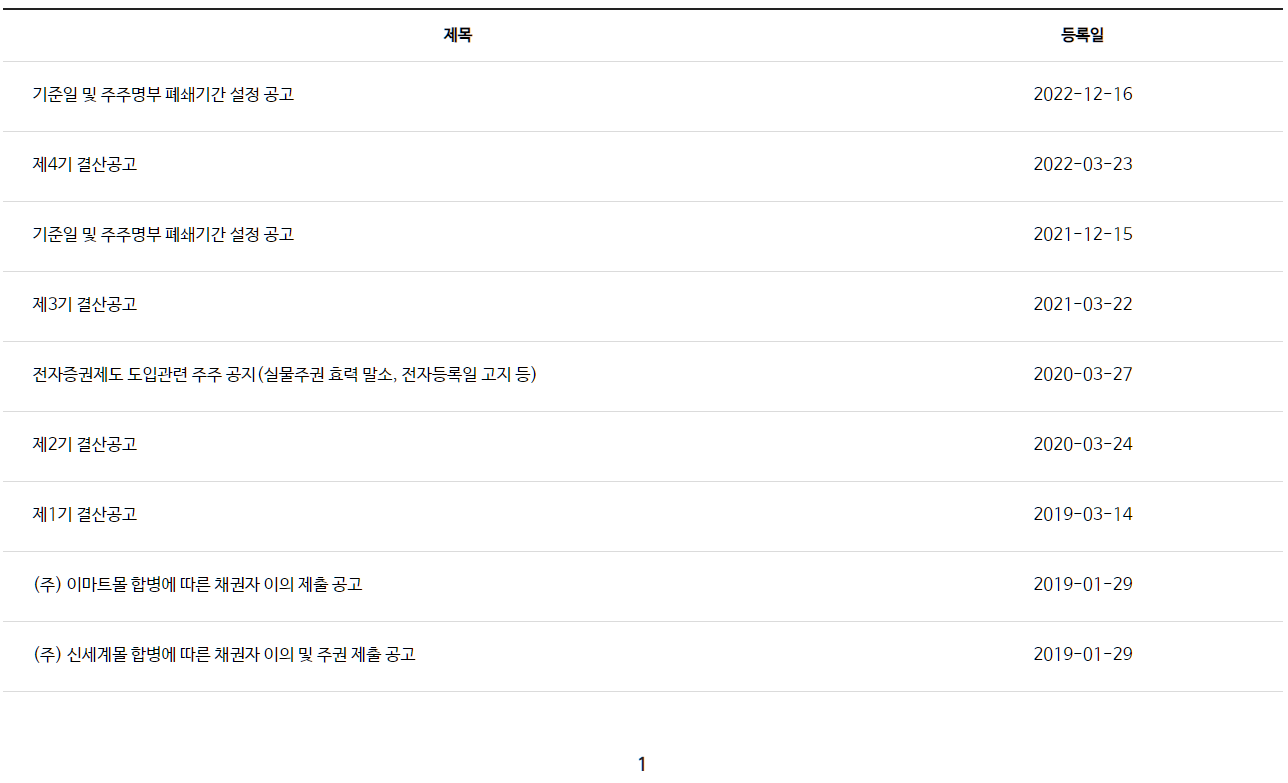 제목 등록일
기준일 및 주주명부 폐쇄기간 설정 공고 2022-12-16
제4기 결산공고 2022-03-23
기준일 및 주주명부 폐쇄기간 설정 공고 2021-12-15
제3기 결산공고 2021-03-22
전자증권제도 도입관련 주주 공지(실물주권 효력 말소, 전자등록일 고지 등) 2020-03-27
제2기 결산공고 2020-03-24
제1기 결산공고 2019-03-14
(주) 이마트몰 합병에 따른 채권자 이의 제출 공고 2019-01-29
(주) 신세계몰 합병에 따른 채권자 이의 및 주권 제출 공고 2019-01-29
1